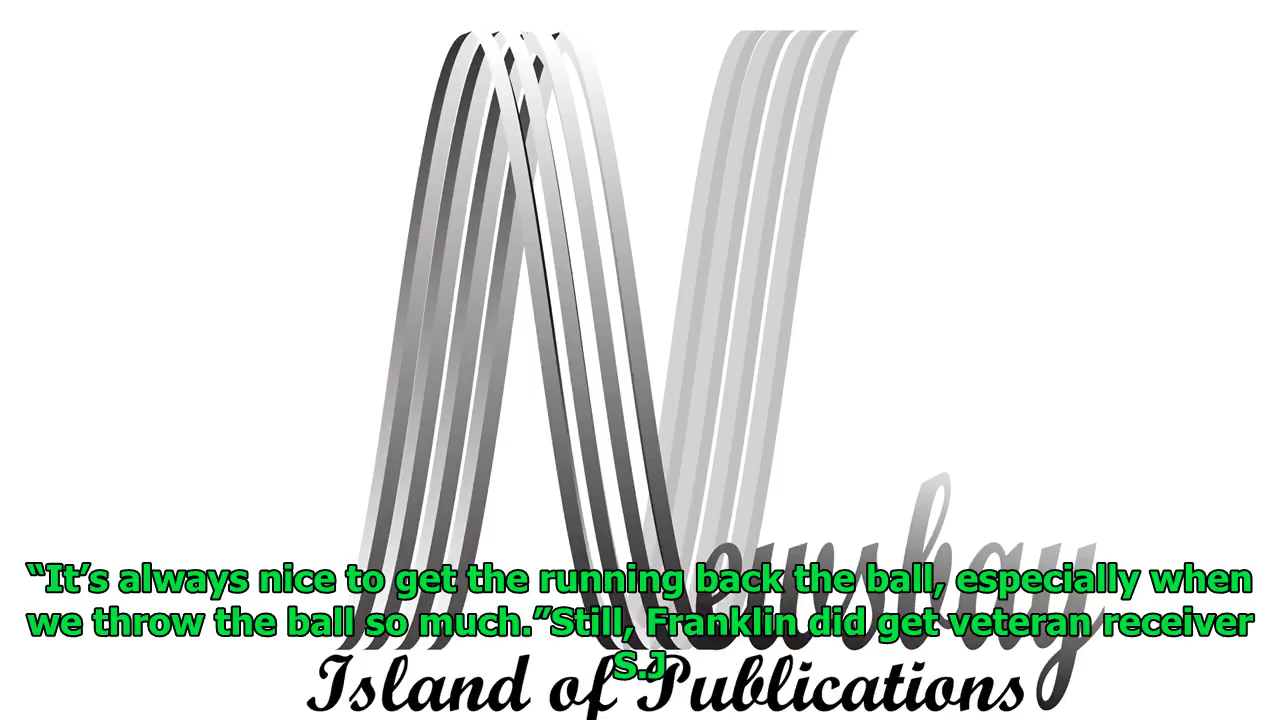 Newsbay
“It’s always nice to get the running back the ball, especially when
we throw the ball so much.”Still, Franklin did get veteran receiver
S.J
Island of Publications